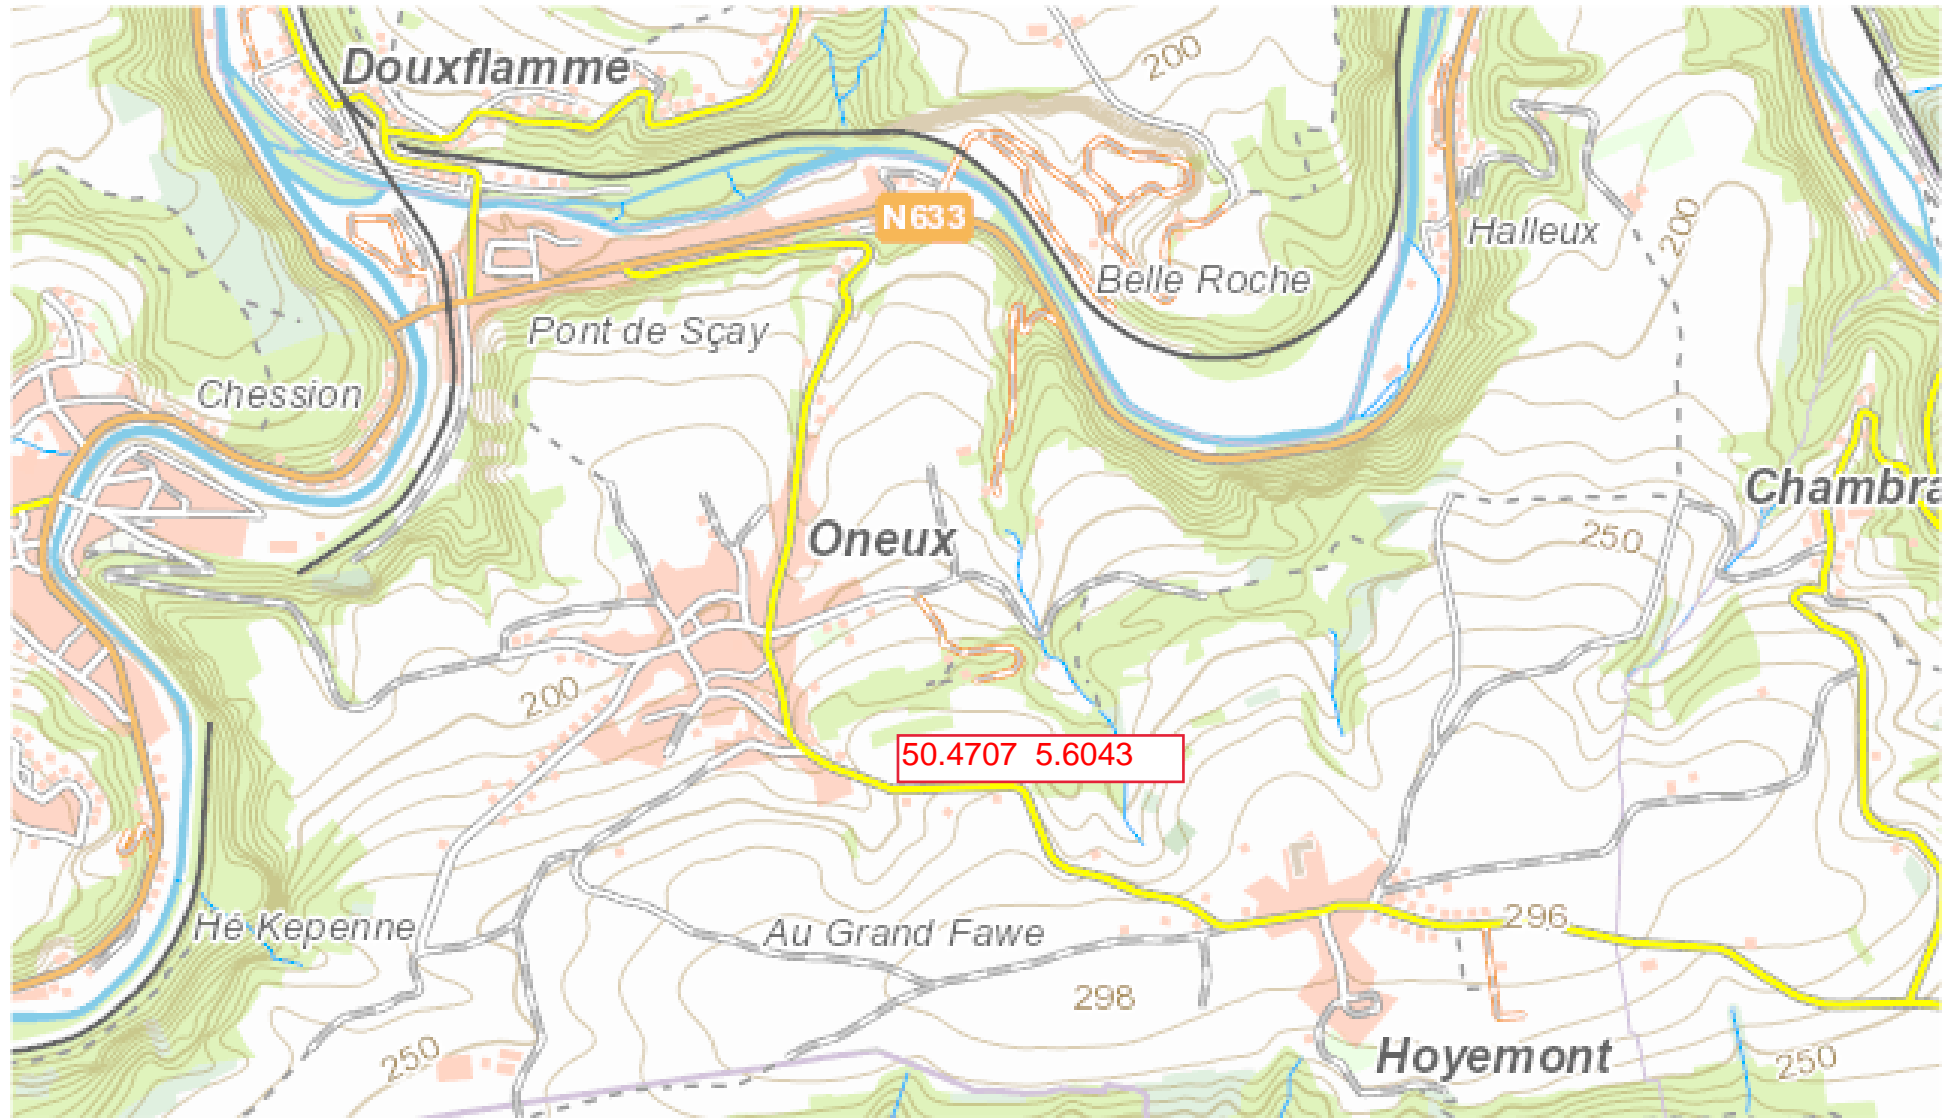 Douxflamme
200
N633
Halleux
200
Belle Roche
Pont de Sçay
Chession
Chambra
Oneux
250
200
50.4707 5.6043
Hé Kepenne
Au Grand Fawe
296
298
250
Hoyemont
250